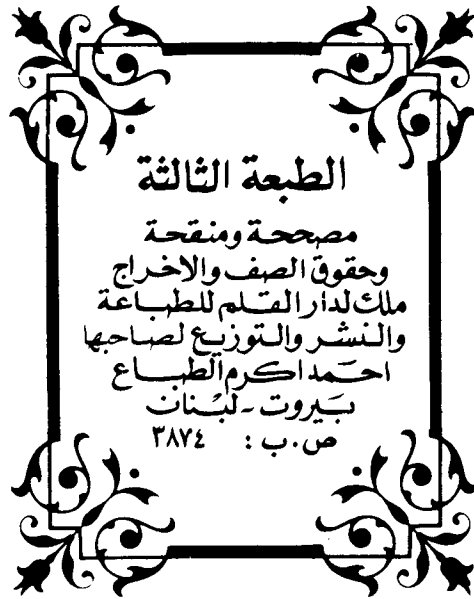 الطبعة الثالثة
مصححة ومنقحة
وحقوق الصف والاخراج
ملك لدار القلم للطباعة
والنشر والتوزيع لصاحبها
احمد اكرم الطباع
بيروت - لبنان
ص.ب : ٣٨٧٤